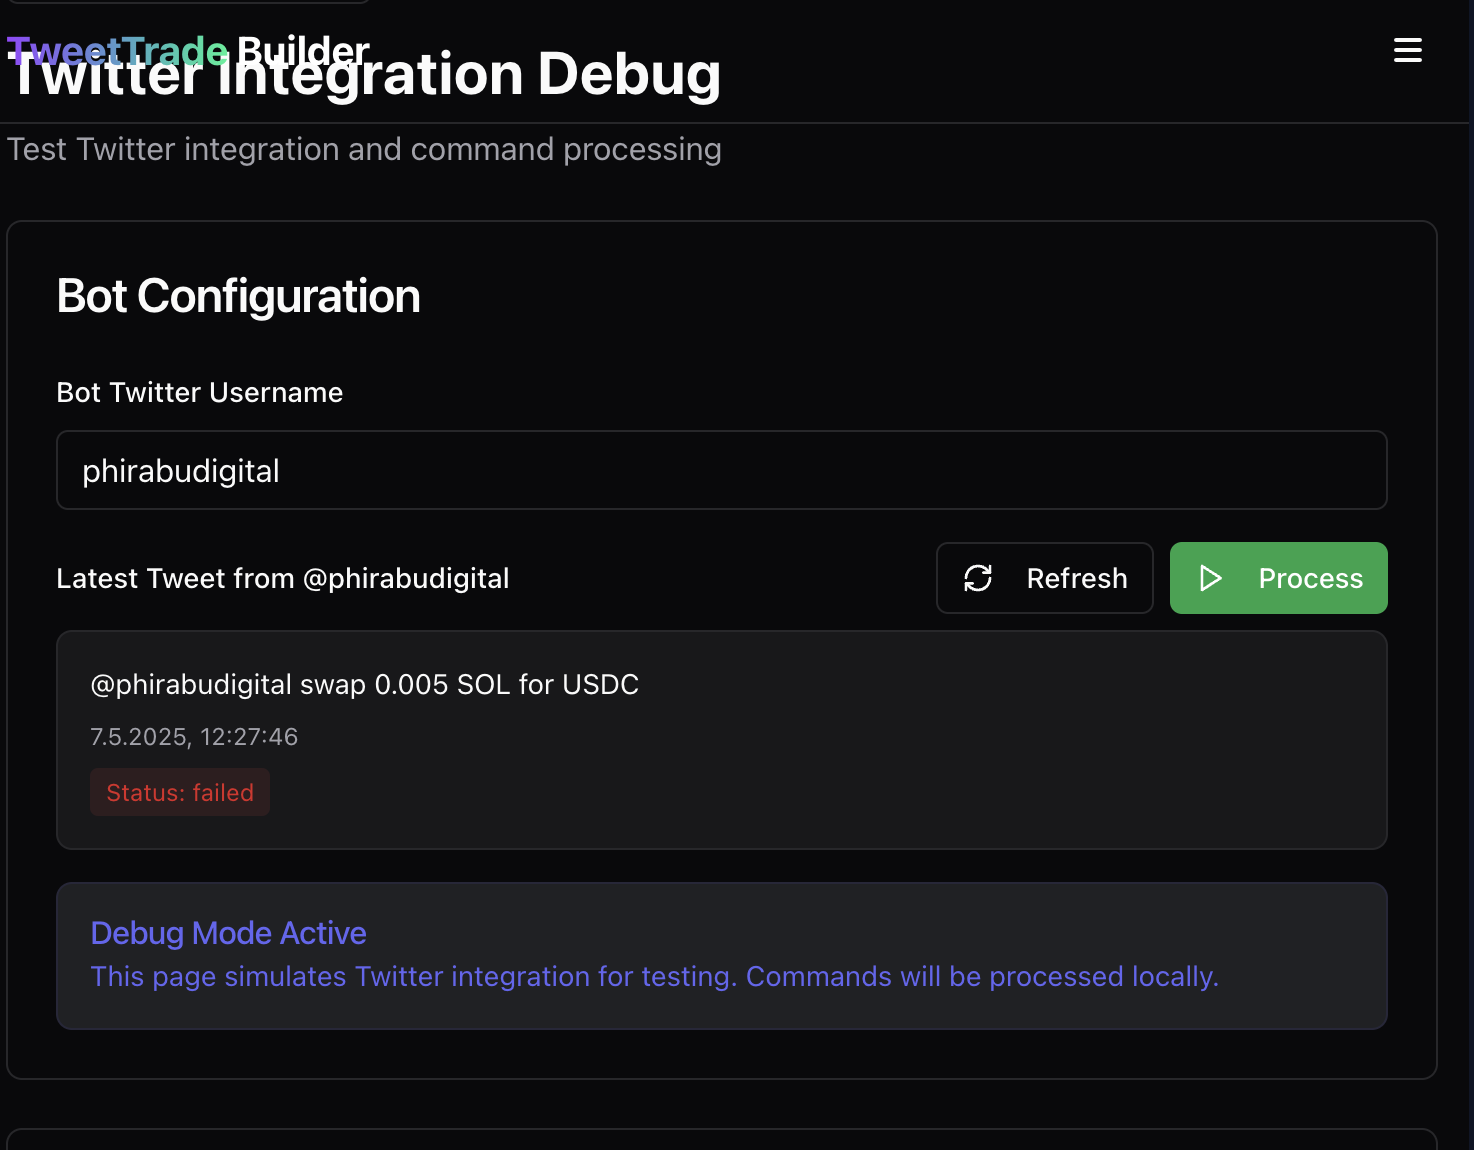 TweetTrade Builder
Twitter Integration Debug
Test Twitter integration and command processing
Bot Configuration
Bot Twitter Username
phirabudigital
Latest Tweet from @phirabudigital
Refresh
Process
@phirabudigital swap 0.005 SOL for USDC
7.5.2025, 12:27:46
Status: failed
Debug Mode Active
This page simulates Twitter integration for testing. Commands will be processed locally.